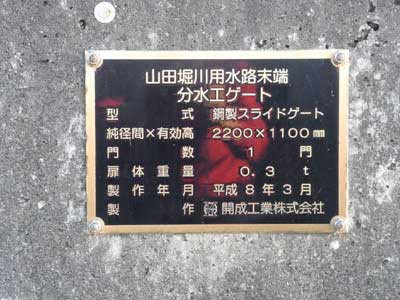 山田堀川用水路末端
分水工ゲート
型式 鋼製スライドゲート
純径間×有効高 2200×1100㎜
門数 1門
扉体重量 0.3t
製作年月 平成8年3月
製作 開成工業株式会社